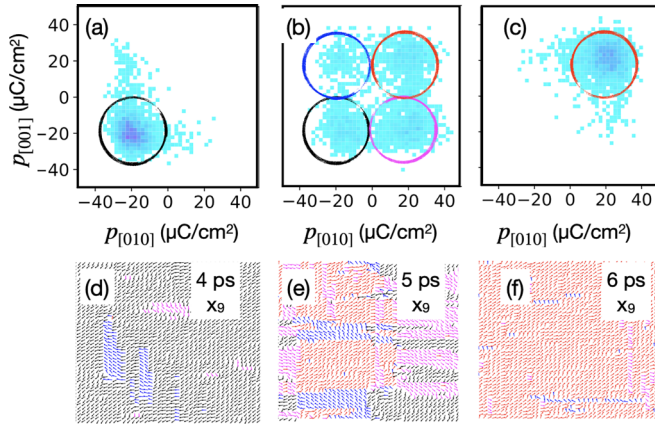 (a) (b) (c)
p[001] (μC/cm²)
40
20
0
−20
−40
−40 −20 0 20 40 −40 −20 0 20 40 −40 −20 0 20 40
p[010] (μC/cm²) p[010] (μC/cm²) p[010] (μC/cm²)
(d) 4 ps (e) 5 ps (f) 6 ps
x₉ x₉ x₉